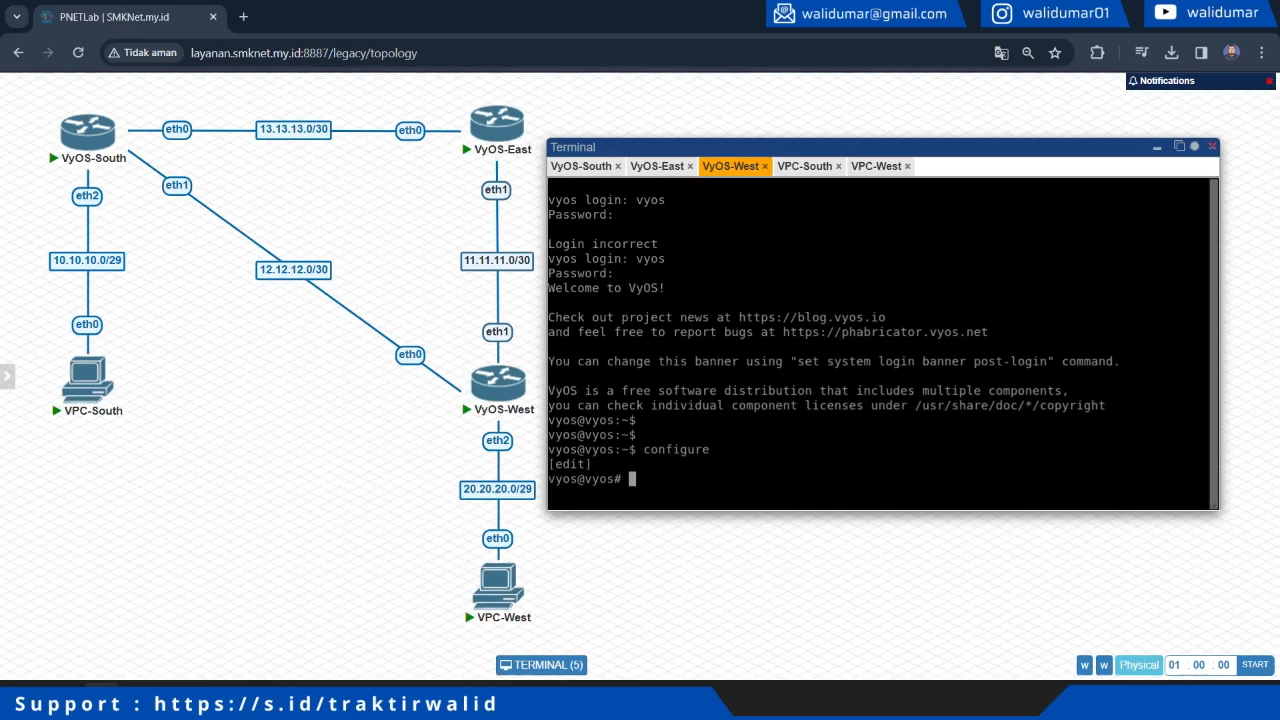 PNETLab | SMKNet.my.id
walidumar@gmail.com
walidumar01
walidumar
Tidak aman
layanan.smknet.my.id:8887/legacy/topology
Notifications
VyOS-South
eth0
13.13.13.0/30
eth0
VyOS-East
eth1
eth2
eth1
10.10.10.0/29
12.12.12.0/30
11.11.11.0/30
eth0
eth1
eth0
VPC-South
VyOS-West
eth2
20.20.20.0/29
eth0
VPC-West
Terminal
VyOS-South × VyOS-East × VyOS-West × VPC-South × VPC-West ×
vyos login: vyos
Password:
Login incorrect
vyos login: vyos
Password:
Welcome to VyOS!
Check out project news at https://blog.vyos.io
and feel free to report bugs at https://phabricator.vyos.net
You can change this banner using "set system login banner post-login" command.
VyOS is a free software distribution that includes multiple components,
you can check individual component licenses under /usr/share/doc/*/copyright
vyos@vyos:~$
vyos@vyos:~$
vyos@vyos:~$ configure
[edit]
vyos@vyos#
TERMINAL (5)
w w Physical 01 : 00 : 00 START
Support : https://s.id/traktirwalid